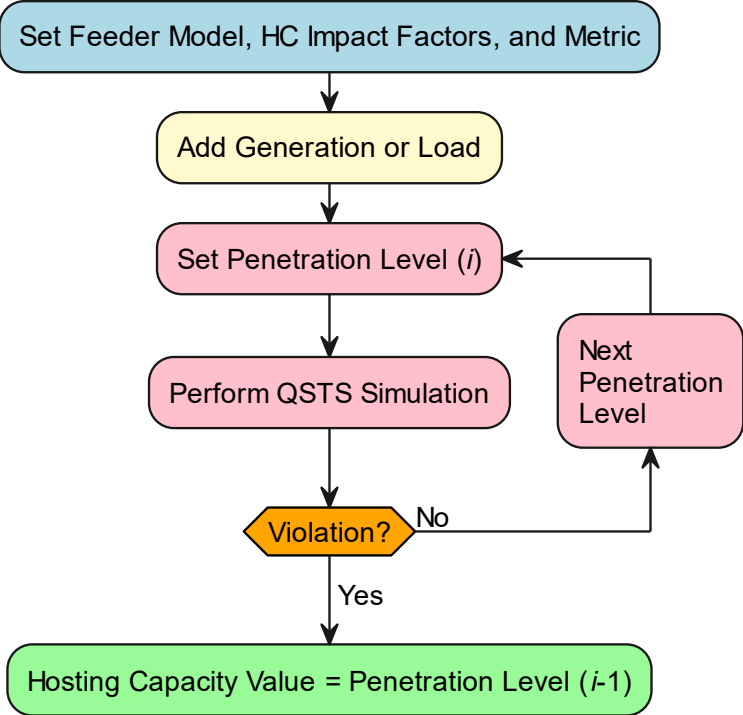 Set Feeder Model, HC Impact Factors, and Metric
Add Generation or Load
Set Penetration Level (i)
Next
Penetration
Level
Perform QSTS Simulation
Violation?
No
Yes
Hosting Capacity Value = Penetration Level (i-1)